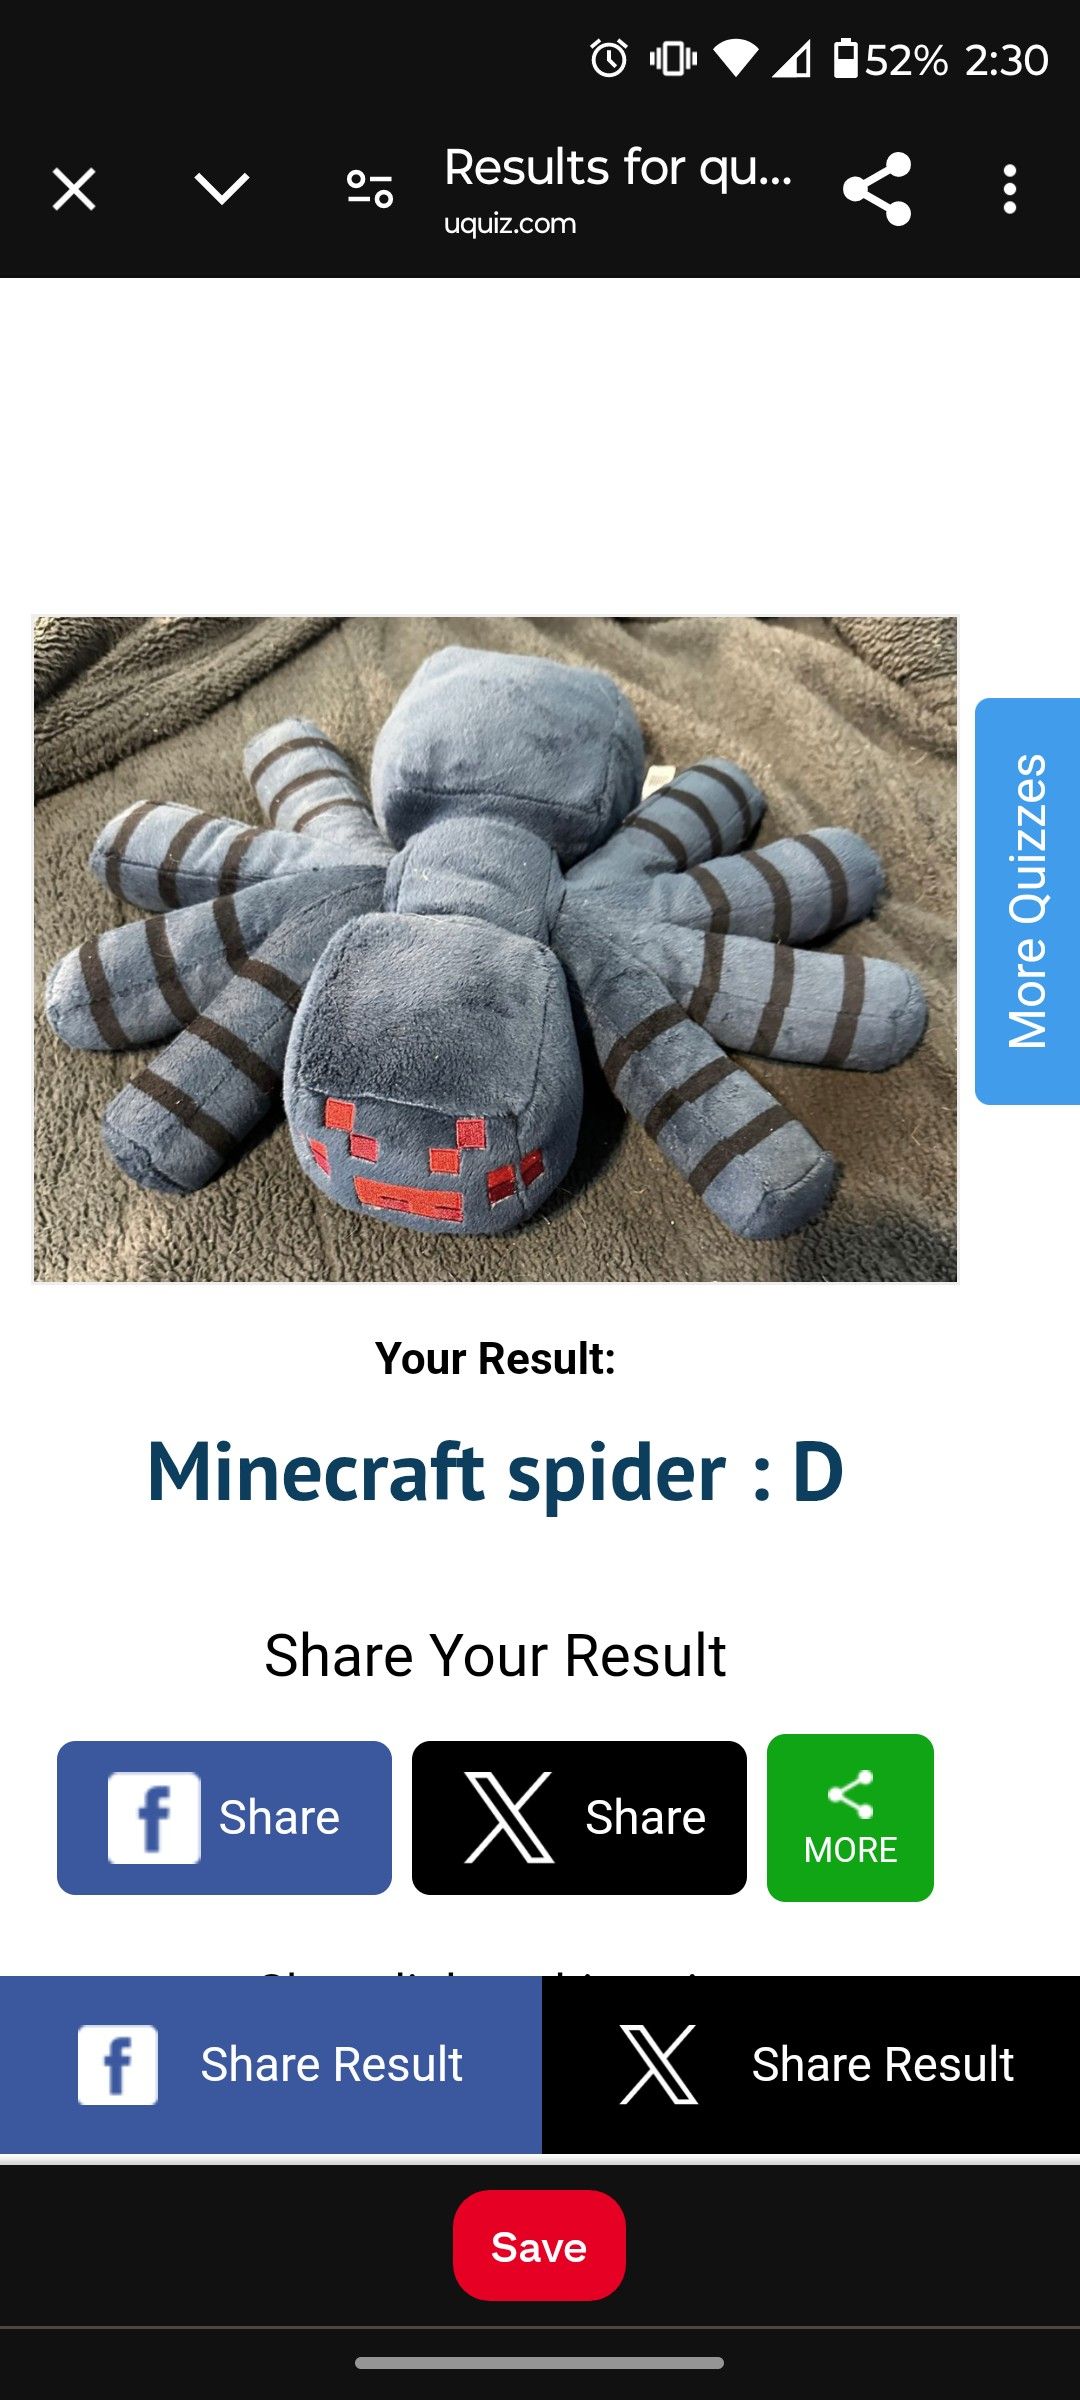 52% 2:30
Results for qu...
uquiz.com
More Quizzes
Your Result:
Minecraft spider : D
Share Your Result
Share
Share
MORE
Share Result
Share Result
Save